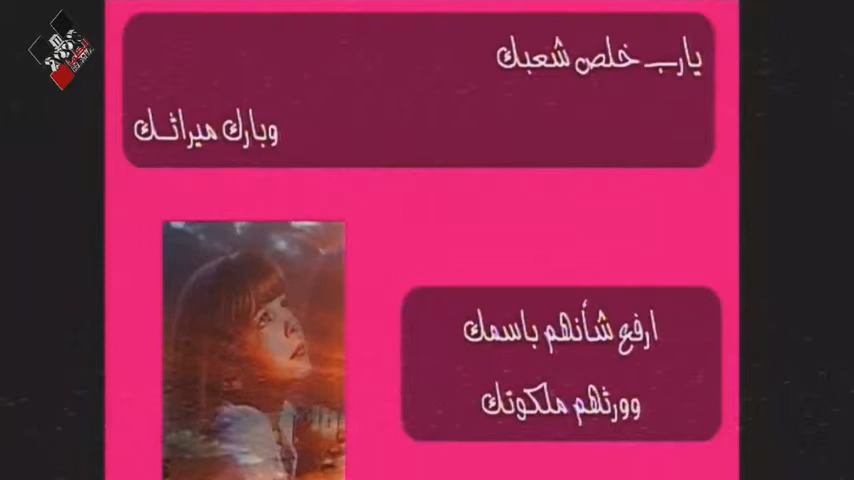 يارب خلص شعبك
وبارك ميراثك
ارفع شأنهم باسمك
وورثهم ملكوتك